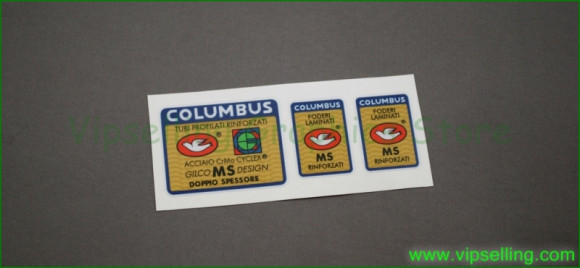 COLUMBUS
TUBI PROFILATI RINFORZATI
ACCIAIO CrMo CYCLEX®
GILCO MS DESIGN
DOPPIO SPESSORE
COLUMBUS
FODERI
LAMINATI
MS
RINFORZATI
COLUMBUS
FODERI
LAMINATI
MS
RINFORZATI
www.vipselling.com